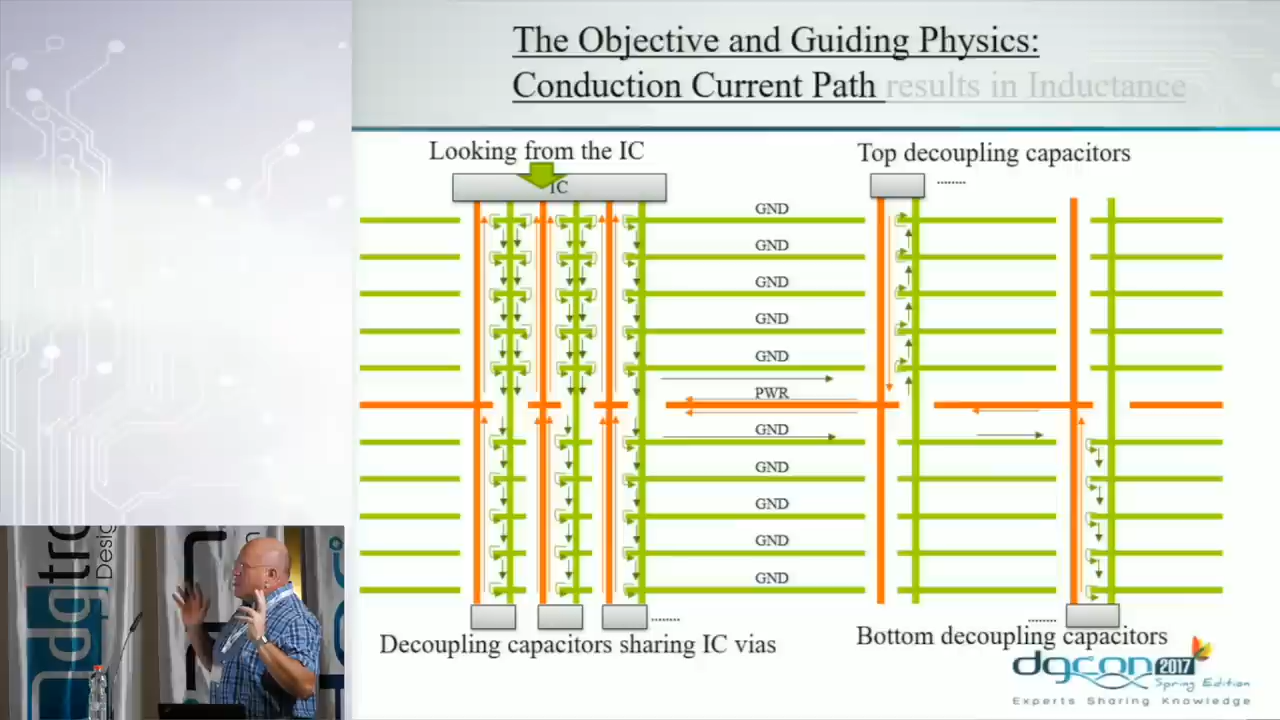 The Objective and Guiding Physics:
Conduction Current Path results in Inductance
Looking from the IC
Top decoupling capacitors
IC
........
GND
GND
GND
GND
GND
PWR
GND
GND
GND
GND
GND
........
........
Decoupling capacitors sharing IC vias
Bottom decoupling capacitors
dgcon 2017
Spring Edition
Experts Sharing Knowledge
dgtro
Desig